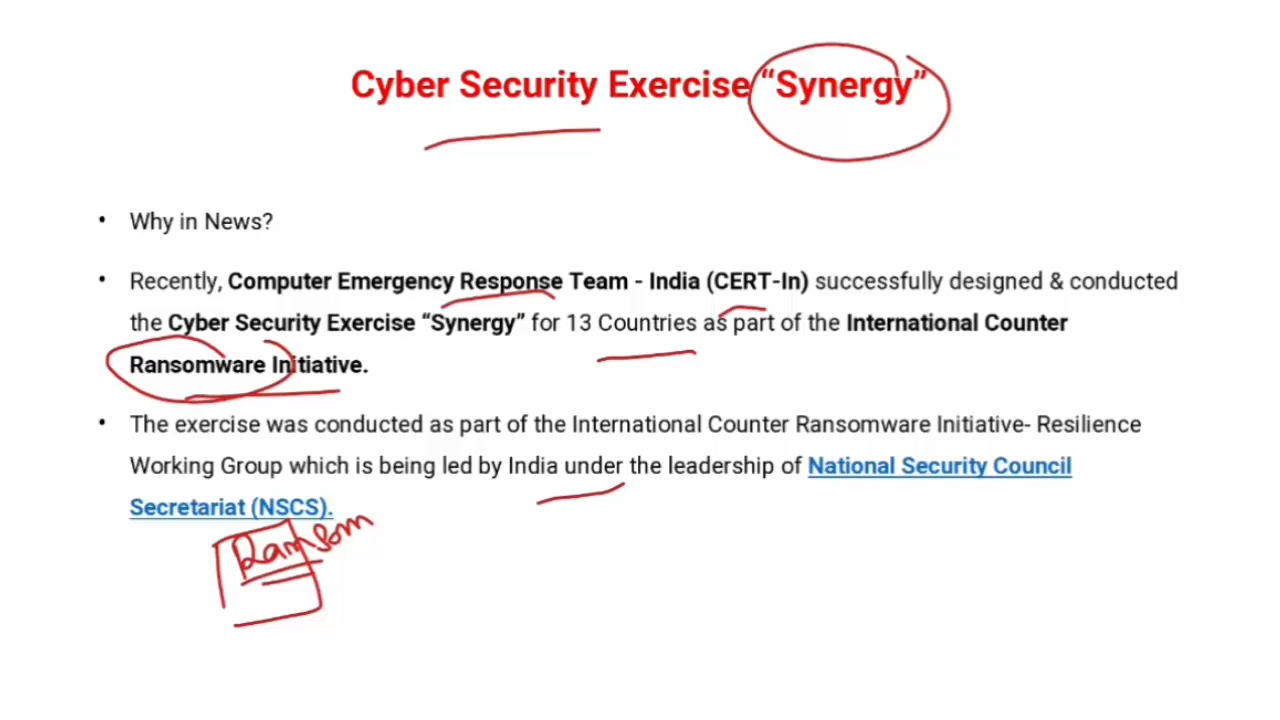 Cyber Security Exercise “Synergy”
• Why in News?
• Recently, Computer Emergency Response Team - India (CERT-In) successfully designed & conducted
the Cyber Security Exercise “Synergy” for 13 Countries as part of the International Counter
Ransomware Initiative.
• The exercise was conducted as part of the International Counter Ransomware Initiative- Resilience
Working Group which is being led by India under the leadership of National Security Council
Secretariat (NSCS).
Ransom